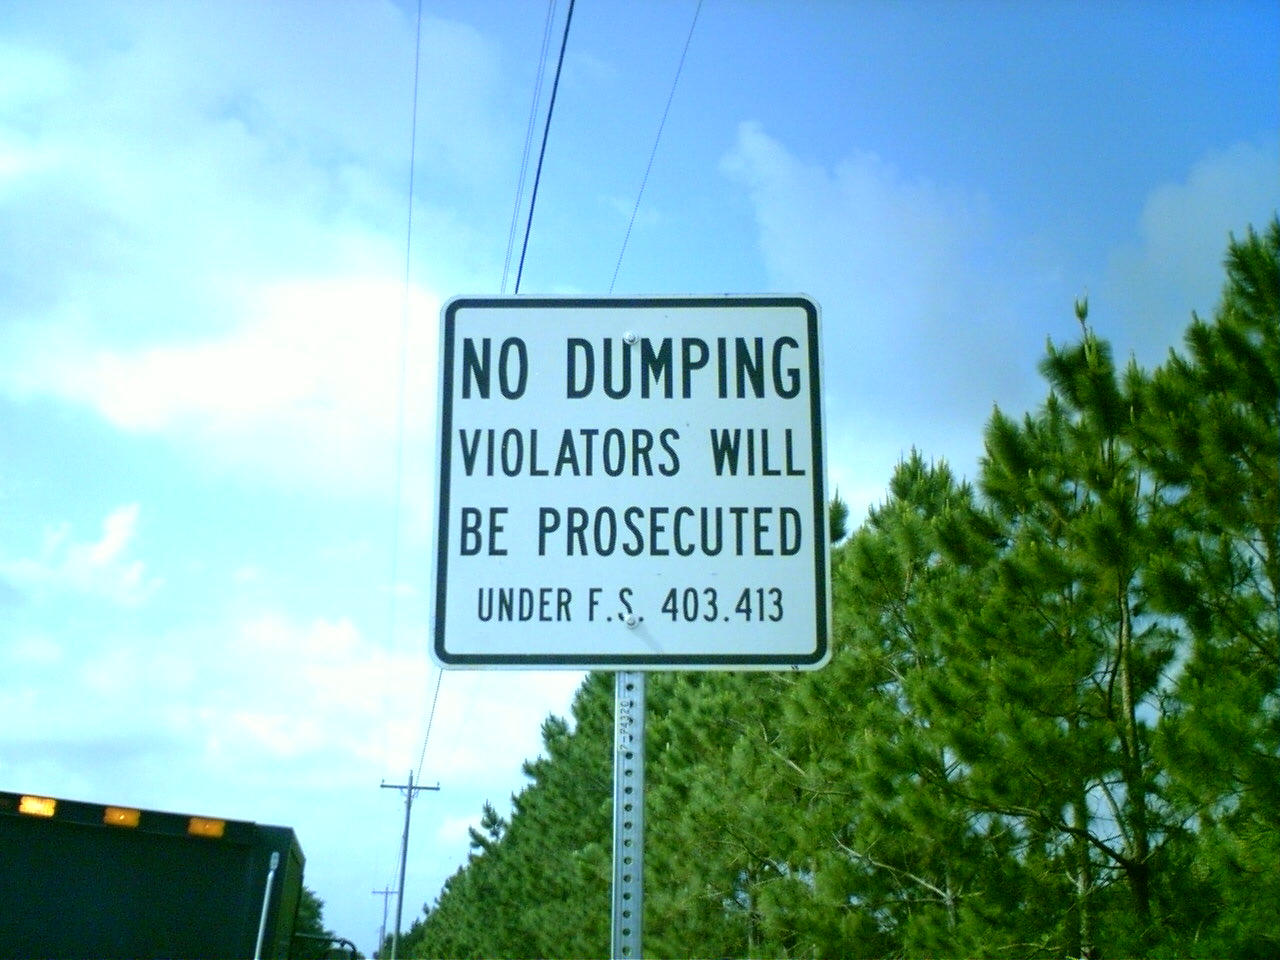 NO DUMPING
VIOLATORS WILL
BE PROSECUTED
UNDER F.S. 403.413